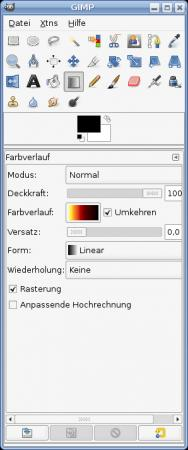 GIMP
Datei Xtns Hilfe
Farbverlauf
Modus: Normal
Deckkraft: 100
Farbverlauf: Umkehren
Versatz: 0,0
Form: Linear
Wiederholung: Keine
Rasterung
Anpassende Hochrechnung